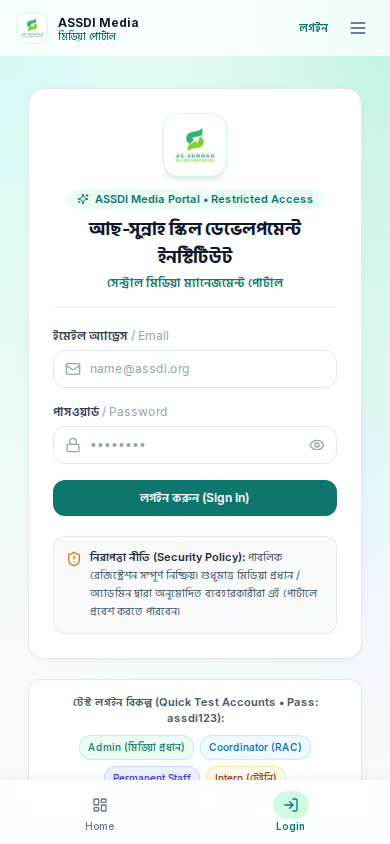 ASSDI Media
মিডিয়া পোর্টাল
লগইন
AS-SUNNAH
ASSDI Media Portal • Restricted Access
আছ-সুন্নাহ স্কিল ডেভেলপমেন্ট
ইনস্টিটিউট
সেন্ট্রাল মিডিয়া ম্যানেজমেন্ট পোর্টাল
ইমেইল অ্যাড্রেস / Email
name@assdi.org
পাসওয়ার্ড / Password
••••••••
লগইন করুন (Sign In)
নিরাপত্তা নীতি (Security Policy): পাবলিক
রেজিস্ট্রেশন সম্পূর্ণ নিষ্ক্রিয়। শুধুমাত্র মিডিয়া প্রধান /
অ্যাডমিন দ্বারা অনুমোদিত ব্যবহারকারীরা এই পোর্টালে
প্রবেশ করতে পারবেন।
টেস্ট লগইন বিকল্প (Quick Test Accounts • Pass:
assdi123):
Admin (মিডিয়া প্রধান)
Coordinator (RAC)
Permanent Staff
Intern (ট্রেইনি)
Home
Login